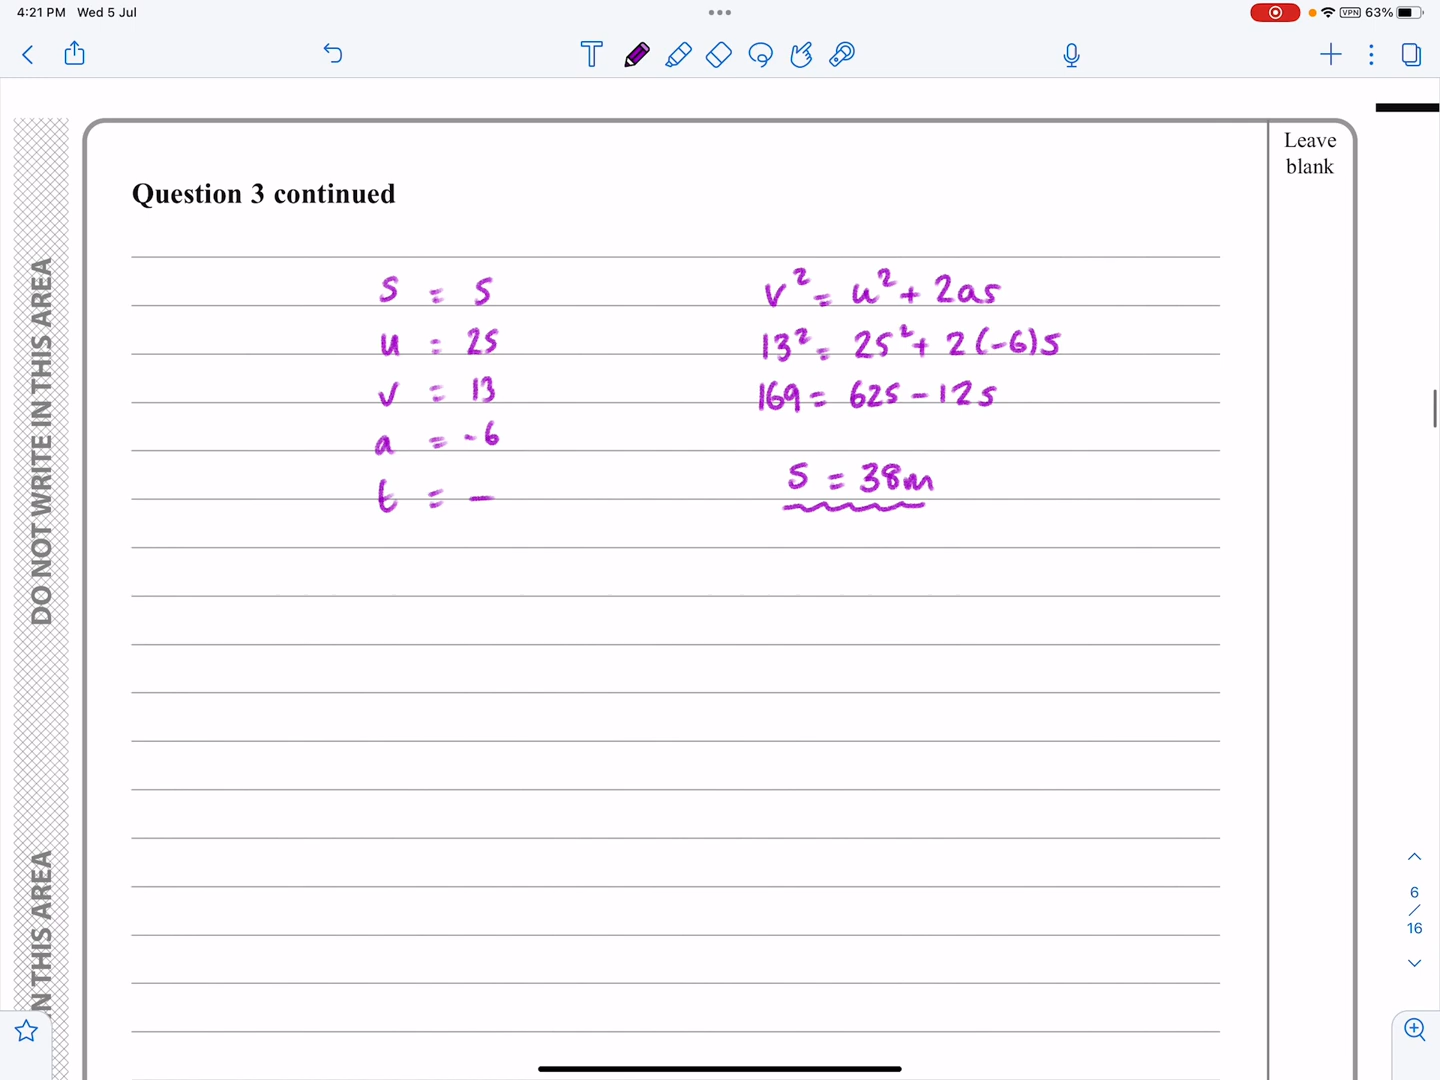 4:21 PM Wed 5 Jul
VPN 63%
T
Leave
blank
Question 3 continued
s = s
u = 25
v = 13
a = -6
t = –
v² = u² + 2as
13² = 25² + 2(-6)s
169 = 625 - 12s
s = 38m
DO NOT WRITE IN THIS AREA
N THIS AREA
6
/
16